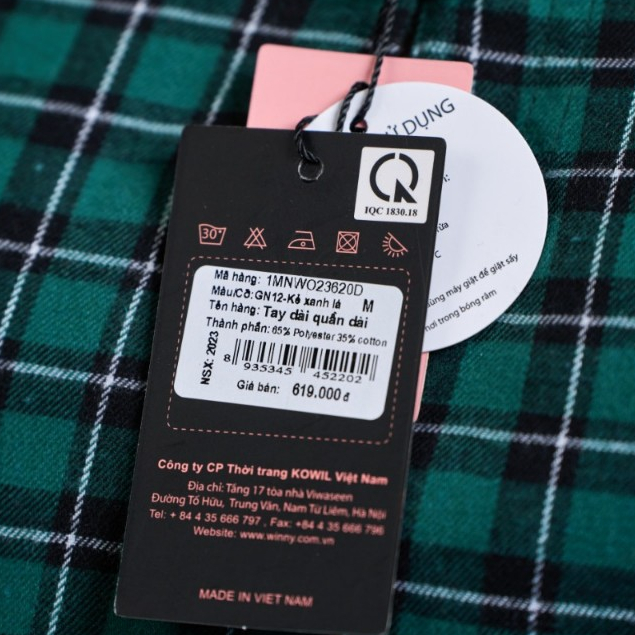 Ử DỤNG
IQC 1830.18
30°
Mã hàng: 1MNWO23620D
Màu/Cỡ: GN12-Kẻ xanh lá M
Tên hàng: Tay dài quần dài
Thành phần: 65% Polyester 35% cotton
NSX: 2023
8 935345 452202
Giá bán: 619.000 đ
Công ty CP Thời trang KOWIL Việt Nam
Địa chỉ: Tầng 17 tòa nhà Viwaseen
Đường Tố Hữu, Trung Văn, Nam Từ Liêm, Hà Nội
Tel: + 84 4 35 666 797 , Fax: +84 4 35 666 796
Website: www.winny.com.vn
MADE IN VIET NAM
ùng máy giặt để giặt sấy
nơi trong bóng râm